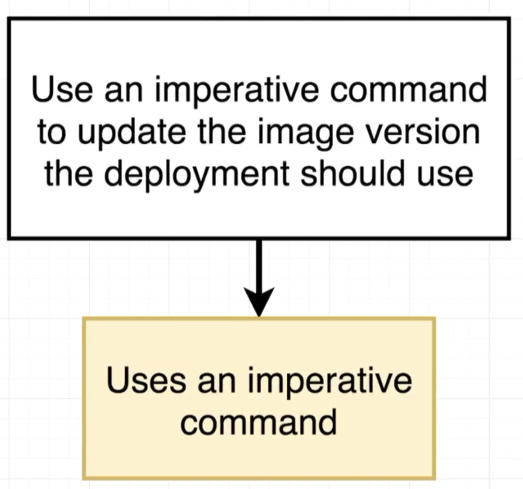 Use an imperative command
to update the image version
the deployment should use
Uses an imperative
command